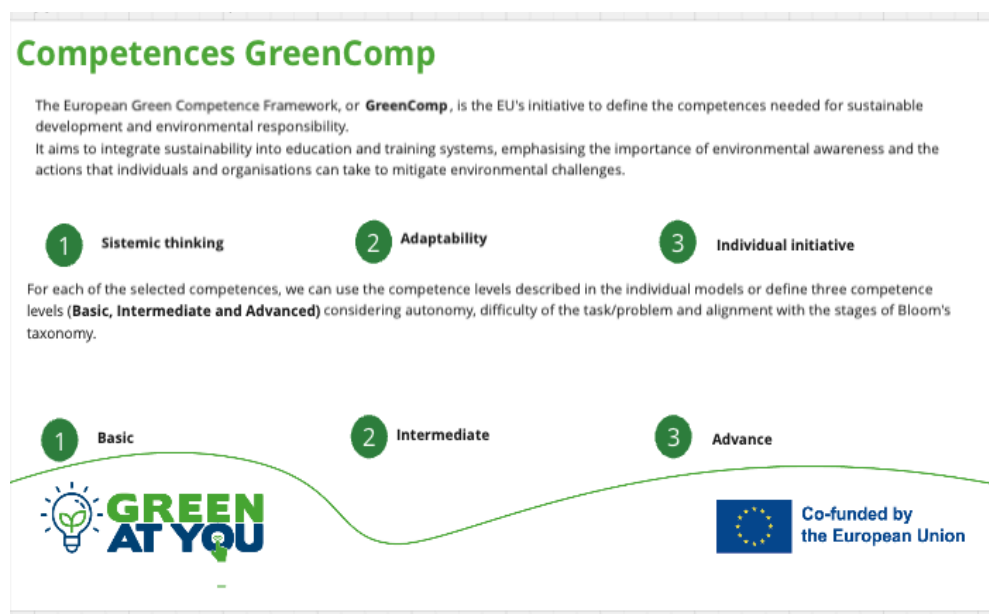 Competences GreenComp
The European Green Competence Framework, or GreenComp, is the EU's initiative to define the competences needed for sustainable
development and environmental responsibility.
It aims to integrate sustainability into education and training systems, emphasising the importance of environmental awareness and the
actions that individuals and organisations can take to mitigate environmental challenges.
1 Sistemic thinking
2 Adaptability
3 Individual initiative
For each of the selected competences, we can use the competence levels described in the individual models or define three competence
levels (Basic, Intermediate and Advanced) considering autonomy, difficulty of the task/problem and alignment with the stages of Bloom's
taxonomy.
1 Basic
2 Intermediate
3 Advance
GREEN
AT YOU
Co-funded by
the European Union